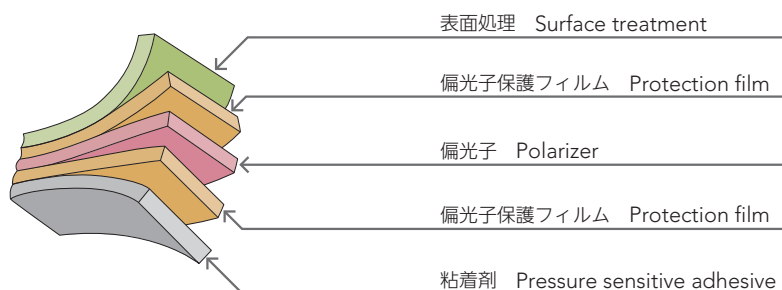 表面処理 Surface treatment
偏光子保護フィルム Protection film
偏光子 Polarizer
偏光子保護フィルム Protection film
粘着剤 Pressure sensitive adhesive